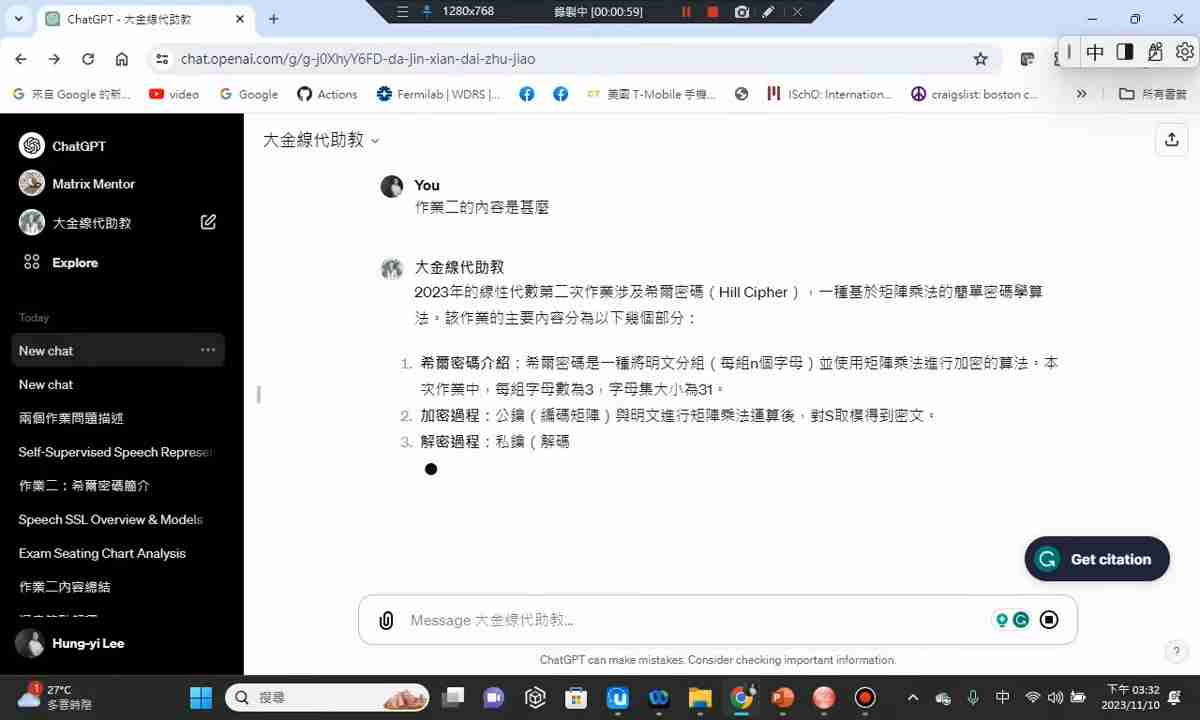 1280x768
錄製中 [00:00:59]
ChatGPT - 大金線代助教
chat.openai.com/g/g-j0XhyY6FD-da-jin-xian-dai-zhu-jiao
中
來自 Google 的新...
video
Google
Actions
Fermilab | WDRS |...
美國 T-Mobile 手機...
ISchO: Internation...
craigslist: boston c...
所有書籤
ChatGPT
Matrix Mentor
大金線代助教
Explore
Today
New chat
New chat
兩個作業問題描述
Self-Supervised Speech Represe
作業二：希爾密碼簡介
Speech SSL Overview & Models
Exam Seating Chart Analysis
作業二內容總結
Hung-yi Lee
大金線代助教
You
作業二的內容是甚麼
大金線代助教
2023年的線性代數第二次作業涉及希爾密碼（Hill Cipher），一種基於矩陣乘法的簡單密碼學算
法。該作業的主要內容分為以下幾個部分：
1. 希爾密碼介紹：希爾密碼是一種將明文分組（每組n個字母）並使用矩陣乘法進行加密的算法。本
次作業中，每組字母數為3，字母集大小為31。
2. 加密過程：公鑰（編碼矩陣）與明文進行矩陣乘法運算後，對S取模得到密文。
3. 解密過程：私鑰（解碼
Get citation
Message 大金線代助教...
ChatGPT can make mistakes. Consider checking important information.
?
1
27°C
多雲時陰
搜尋
中
下午 03:32
2023/11/10